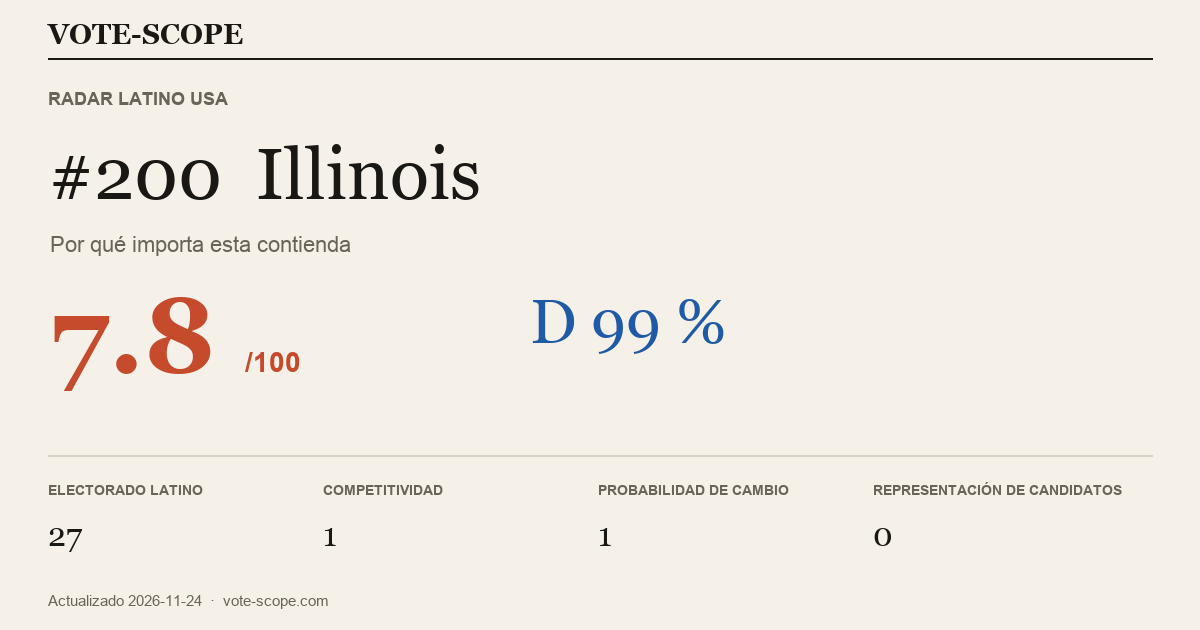 VOTE-SCOPE
RADAR LATINO USA
#200 Illinois
Por qué importa esta contienda
7.8 /100
D 99 %
ELECTORADO LATINO
27
COMPETITIVIDAD
1
PROBABILIDAD DE CAMBIO
1
REPRESENTACIÓN DE CANDIDATOS
0
Actualizado 2026-11-24 · vote-scope.com